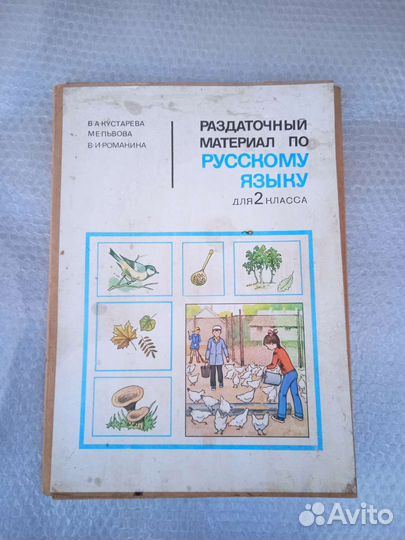 В.А.КУСТАРЕВА
М.Е.ЛЬВОВА
В.И.РОМАНИНА
РАЗДАТОЧНЫЙ
МАТЕРИАЛ ПО
РУССКОМУ
ЯЗЫКУ
ДЛЯ 2 КЛАССА
Avito